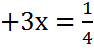 +3x = 1/4